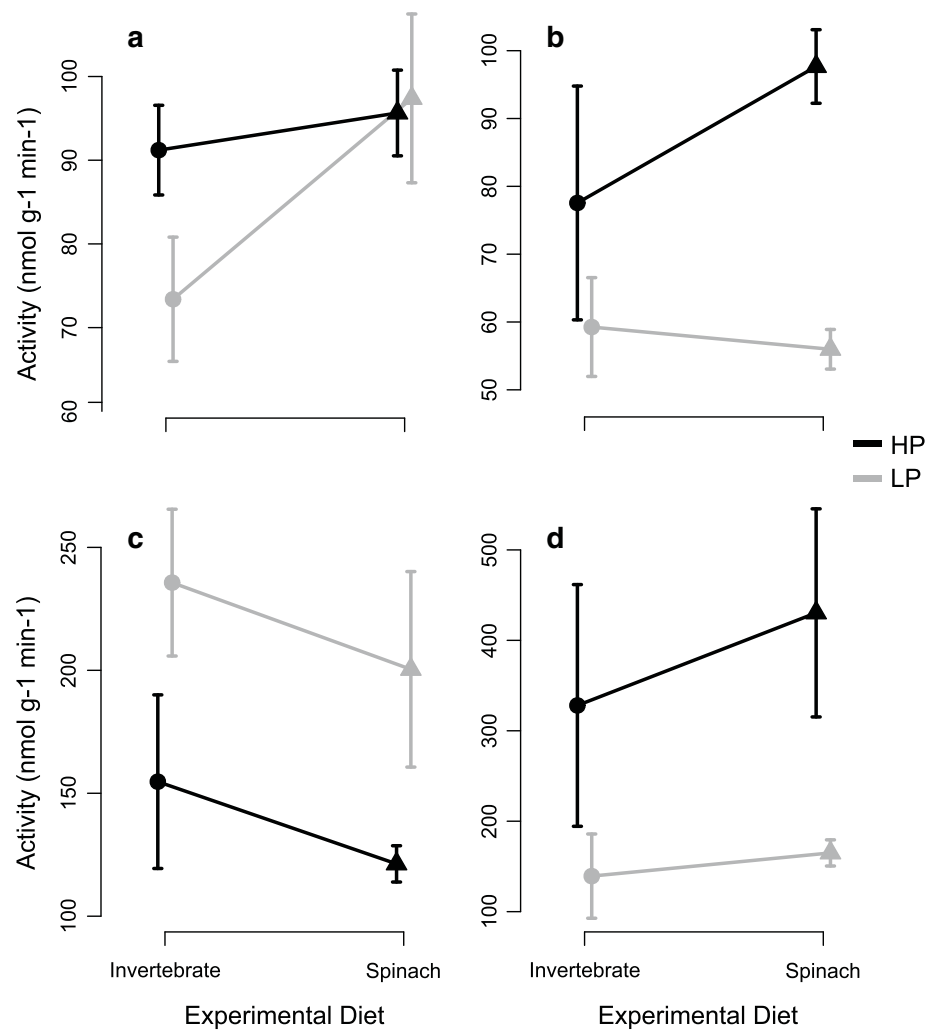 a
b
Activity (nmol g-1 min-1)
100
90
80
70
60
100
90
80
70
60
50
HP
LP
c
d
Activity (nmol g-1 min-1)
250
200
150
100
500
400
300
200
100
Invertebrate Spinach
Invertebrate Spinach
Experimental Diet
Experimental Diet